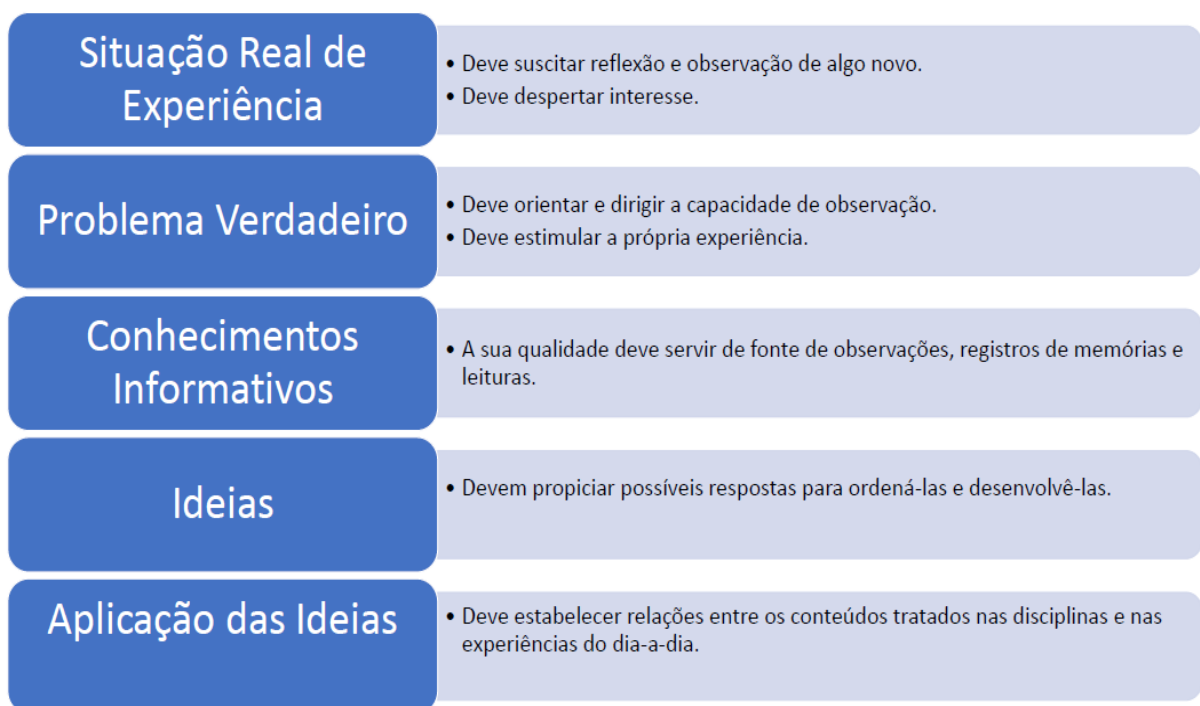 Situação Real de
Experiência
• Deve suscitar reflexão e observação de algo novo.
• Deve despertar interesse.
Problema Verdadeiro
• Deve orientar e dirigir a capacidade de observação.
• Deve estimular a própria experiência.
Conhecimentos
Informativos
• A sua qualidade deve servir de fonte de observações, registros de memórias e
leituras.
Ideias
• Devem propiciar possíveis respostas para ordená-las e desenvolvê-las.
Aplicação das Ideias
• Deve estabelecer relações entre os conteúdos tratados nas disciplinas e nas
experiências do dia-a-dia.